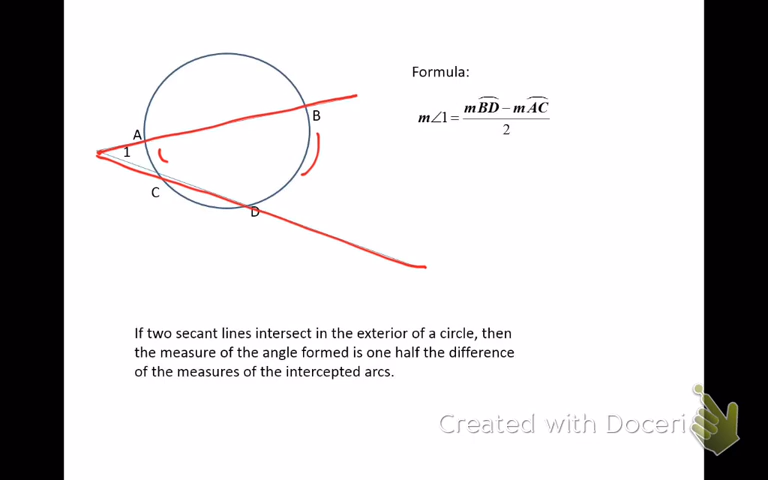 Formula:
m∠1 = (mBD − mAC) / 2
A
B
1
C
D
If two secant lines intersect in the exterior of a circle, then
the measure of the angle formed is one half the difference
of the measures of the intercepted arcs.
Created with Doceri